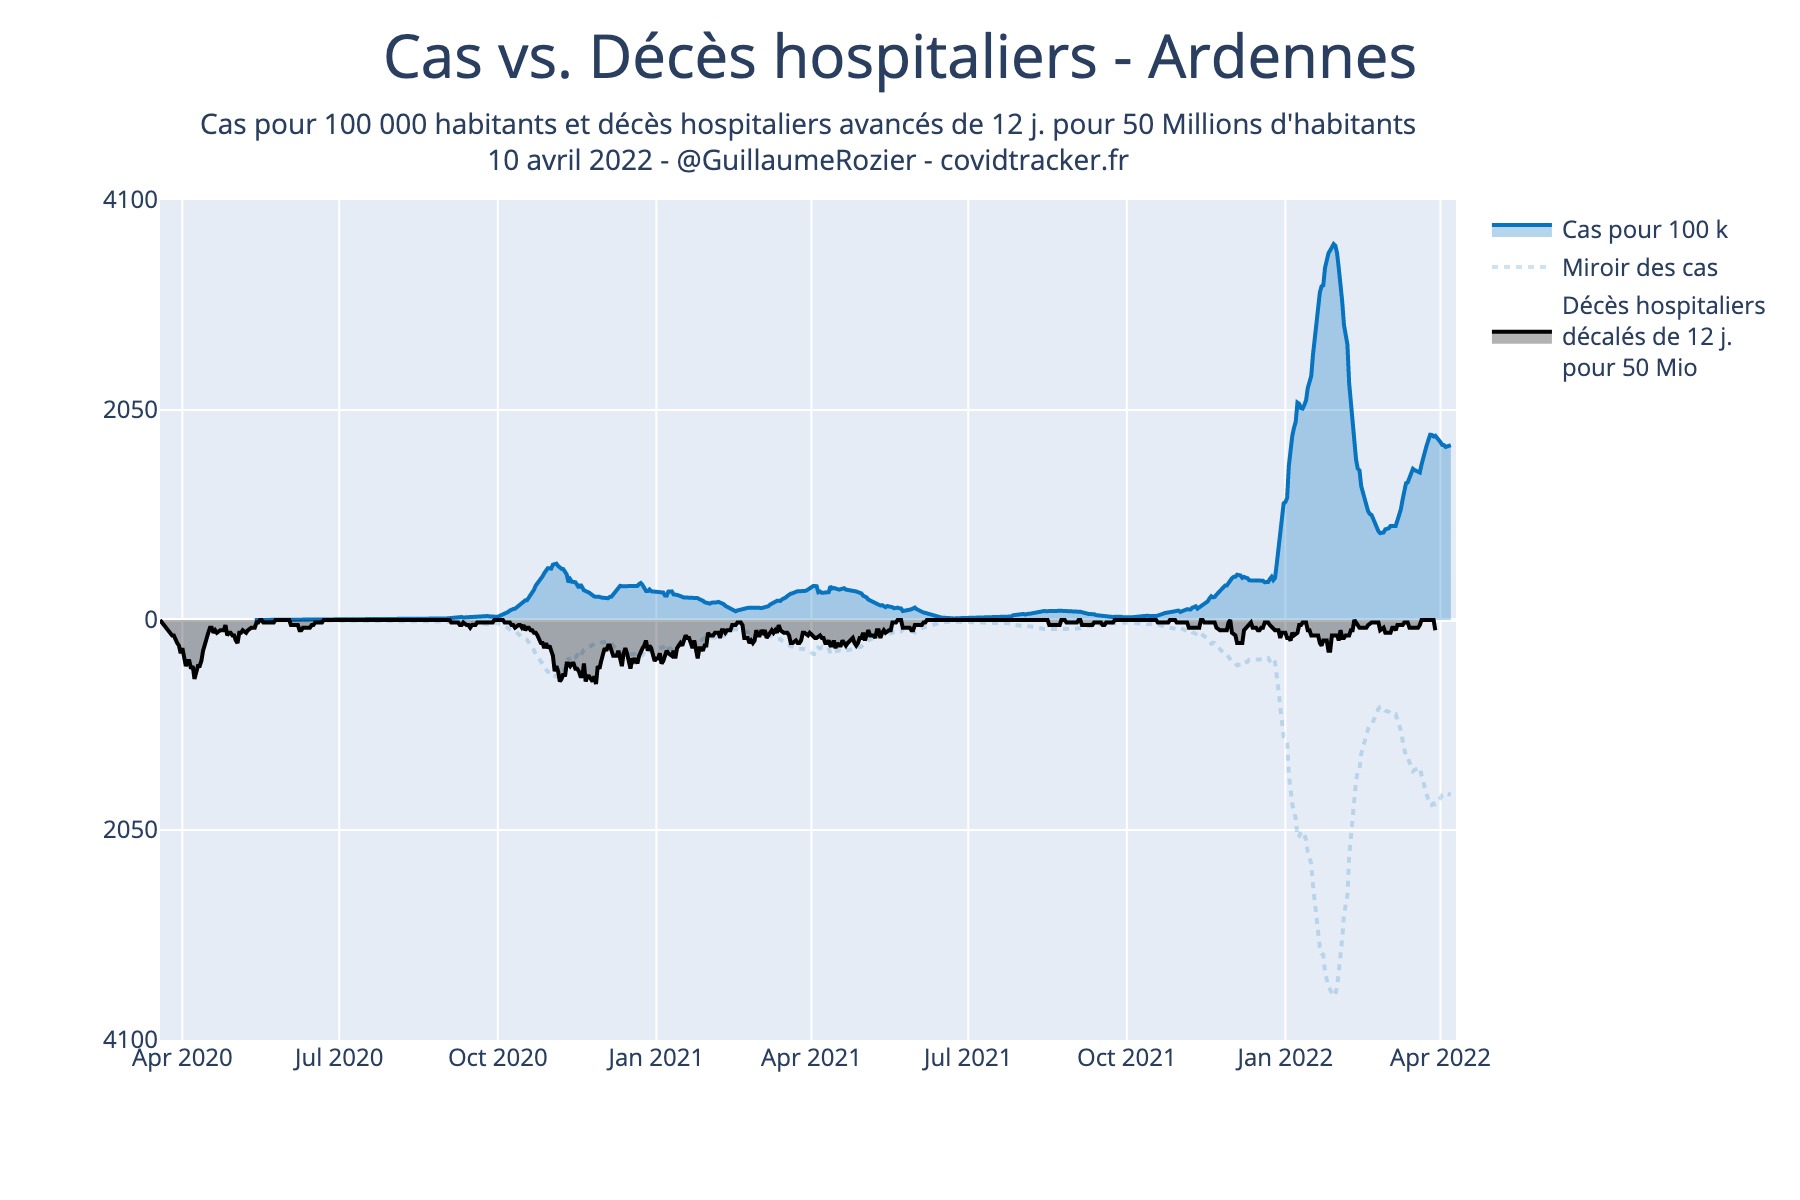 Cas vs. Décès hospitaliers - Ardennes
Cas pour 100 000 habitants et décès hospitaliers avancés de 12 j. pour 50 Millions d'habitants
10 avril 2022 - @GuillaumeRozier - covidtracker.fr
4100
2050
0
2050
4100
Apr 2020
Jul 2020
Oct 2020
Jan 2021
Apr 2021
Jul 2021
Oct 2021
Jan 2022
Apr 2022
Cas pour 100 k
Miroir des cas
Décès hospitaliers
décalés de 12 j.
pour 50 Mio